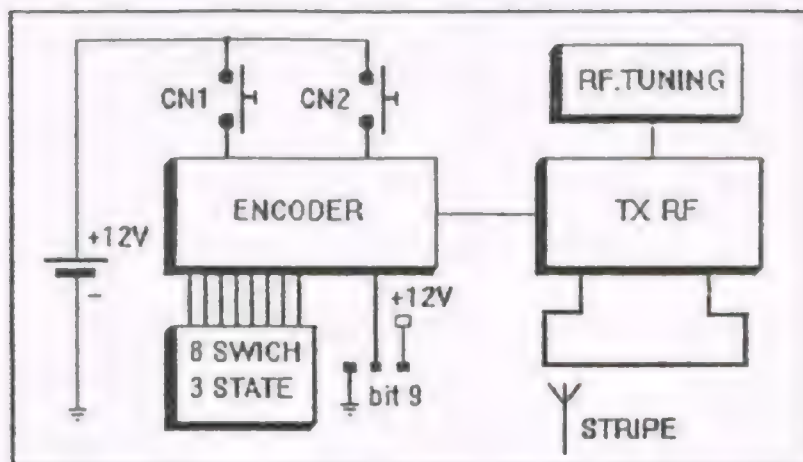 CN1
CN2
RF.TUNING
ENCODER
TX RF
+12V
-
+12V
8 SWICH
3 STATE
bit 9
STRIPE